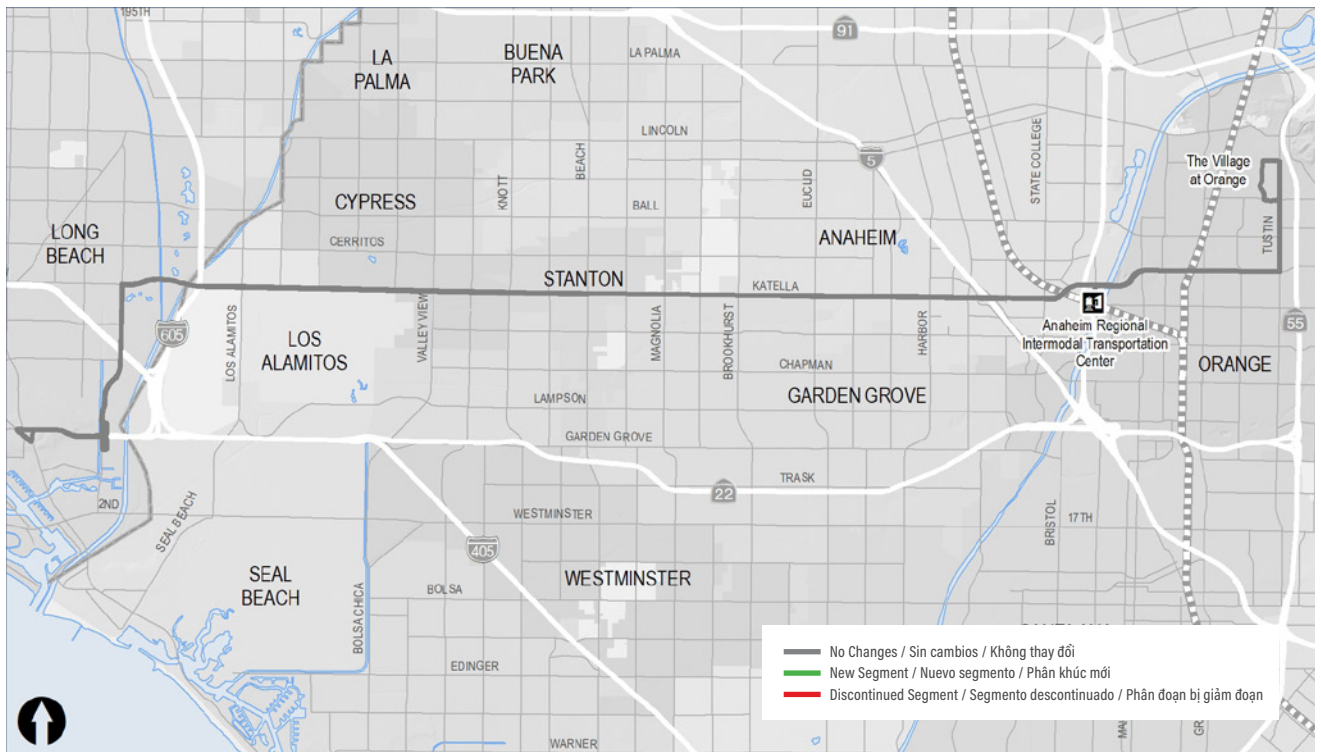 195TH
LA
PALMA
BUENA
PARK
LA PALMA
91
LINCOLN
BEACH
5
STATE COLLEGE
The Village
at Orange
KNOTT
EUCUD
CYPRESS
BALL
LONG
BEACH
CERRITOS
ANAHEIM
TUSTIN
STANTON
KATELLA
605
LOS ALAMITOS
LOS
ALAMITOS
VALLEY VIEW
MAGNOLIA
BROOKHURST
HARBOR
Anaheim Regional
Intermodal Transportation
Center
55
CHAPMAN
ORANGE
LAMPSON
GARDEN GROVE
GARDEN GROVE
TRASK
22
2ND
SEAL BEACH
WESTMINSTER
BRISTOL
17TH
405
SEAL
BEACH
BOLSA CHICA
BOLSA
WESTMINSTER
EDINGER
WARNER
No Changes / Sin cambios / Không thay đổi
New Segment / Nuevo segmento / Phân khúc mới
Discontinued Segment / Segmento descontinuado / Phân đoạn bị giảm đoạn